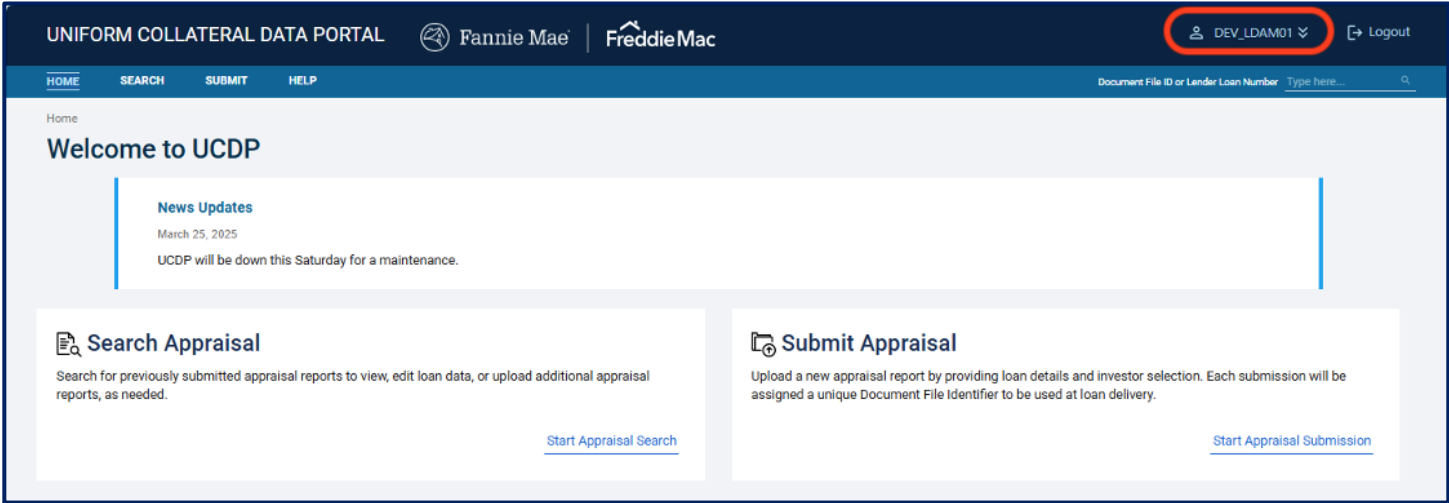 UNIFORM COLLATERAL DATA PORTAL
Fannie Mae
Freddie Mac
DEV_LDAM01
Logout
HOME
SEARCH
SUBMIT
HELP
Document File ID or Lender Loan Number
Type here...
Home
Welcome to UCDP
News Updates
March 25, 2025
UCDP will be down this Saturday for a maintenance.
Search Appraisal
Search for previously submitted appraisal reports to view, edit loan data, or upload additional appraisal
reports, as needed.
Start Appraisal Search
Submit Appraisal
Upload a new appraisal report by providing loan details and investor selection. Each submission will be
assigned a unique Document File Identifier to be used at loan delivery.
Start Appraisal Submission